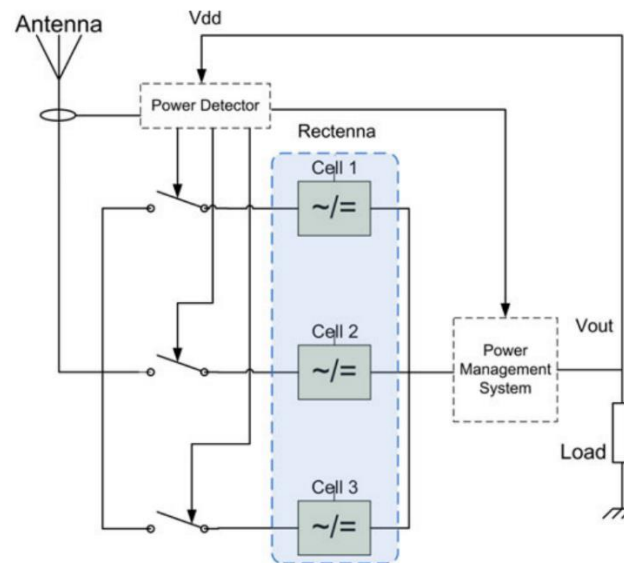 Antenna
Vdd
Power Detector
Rectenna
Cell 1
~/=
Cell 2
~/=
Vout
Power
Management
System
Cell 3
~/=
Load